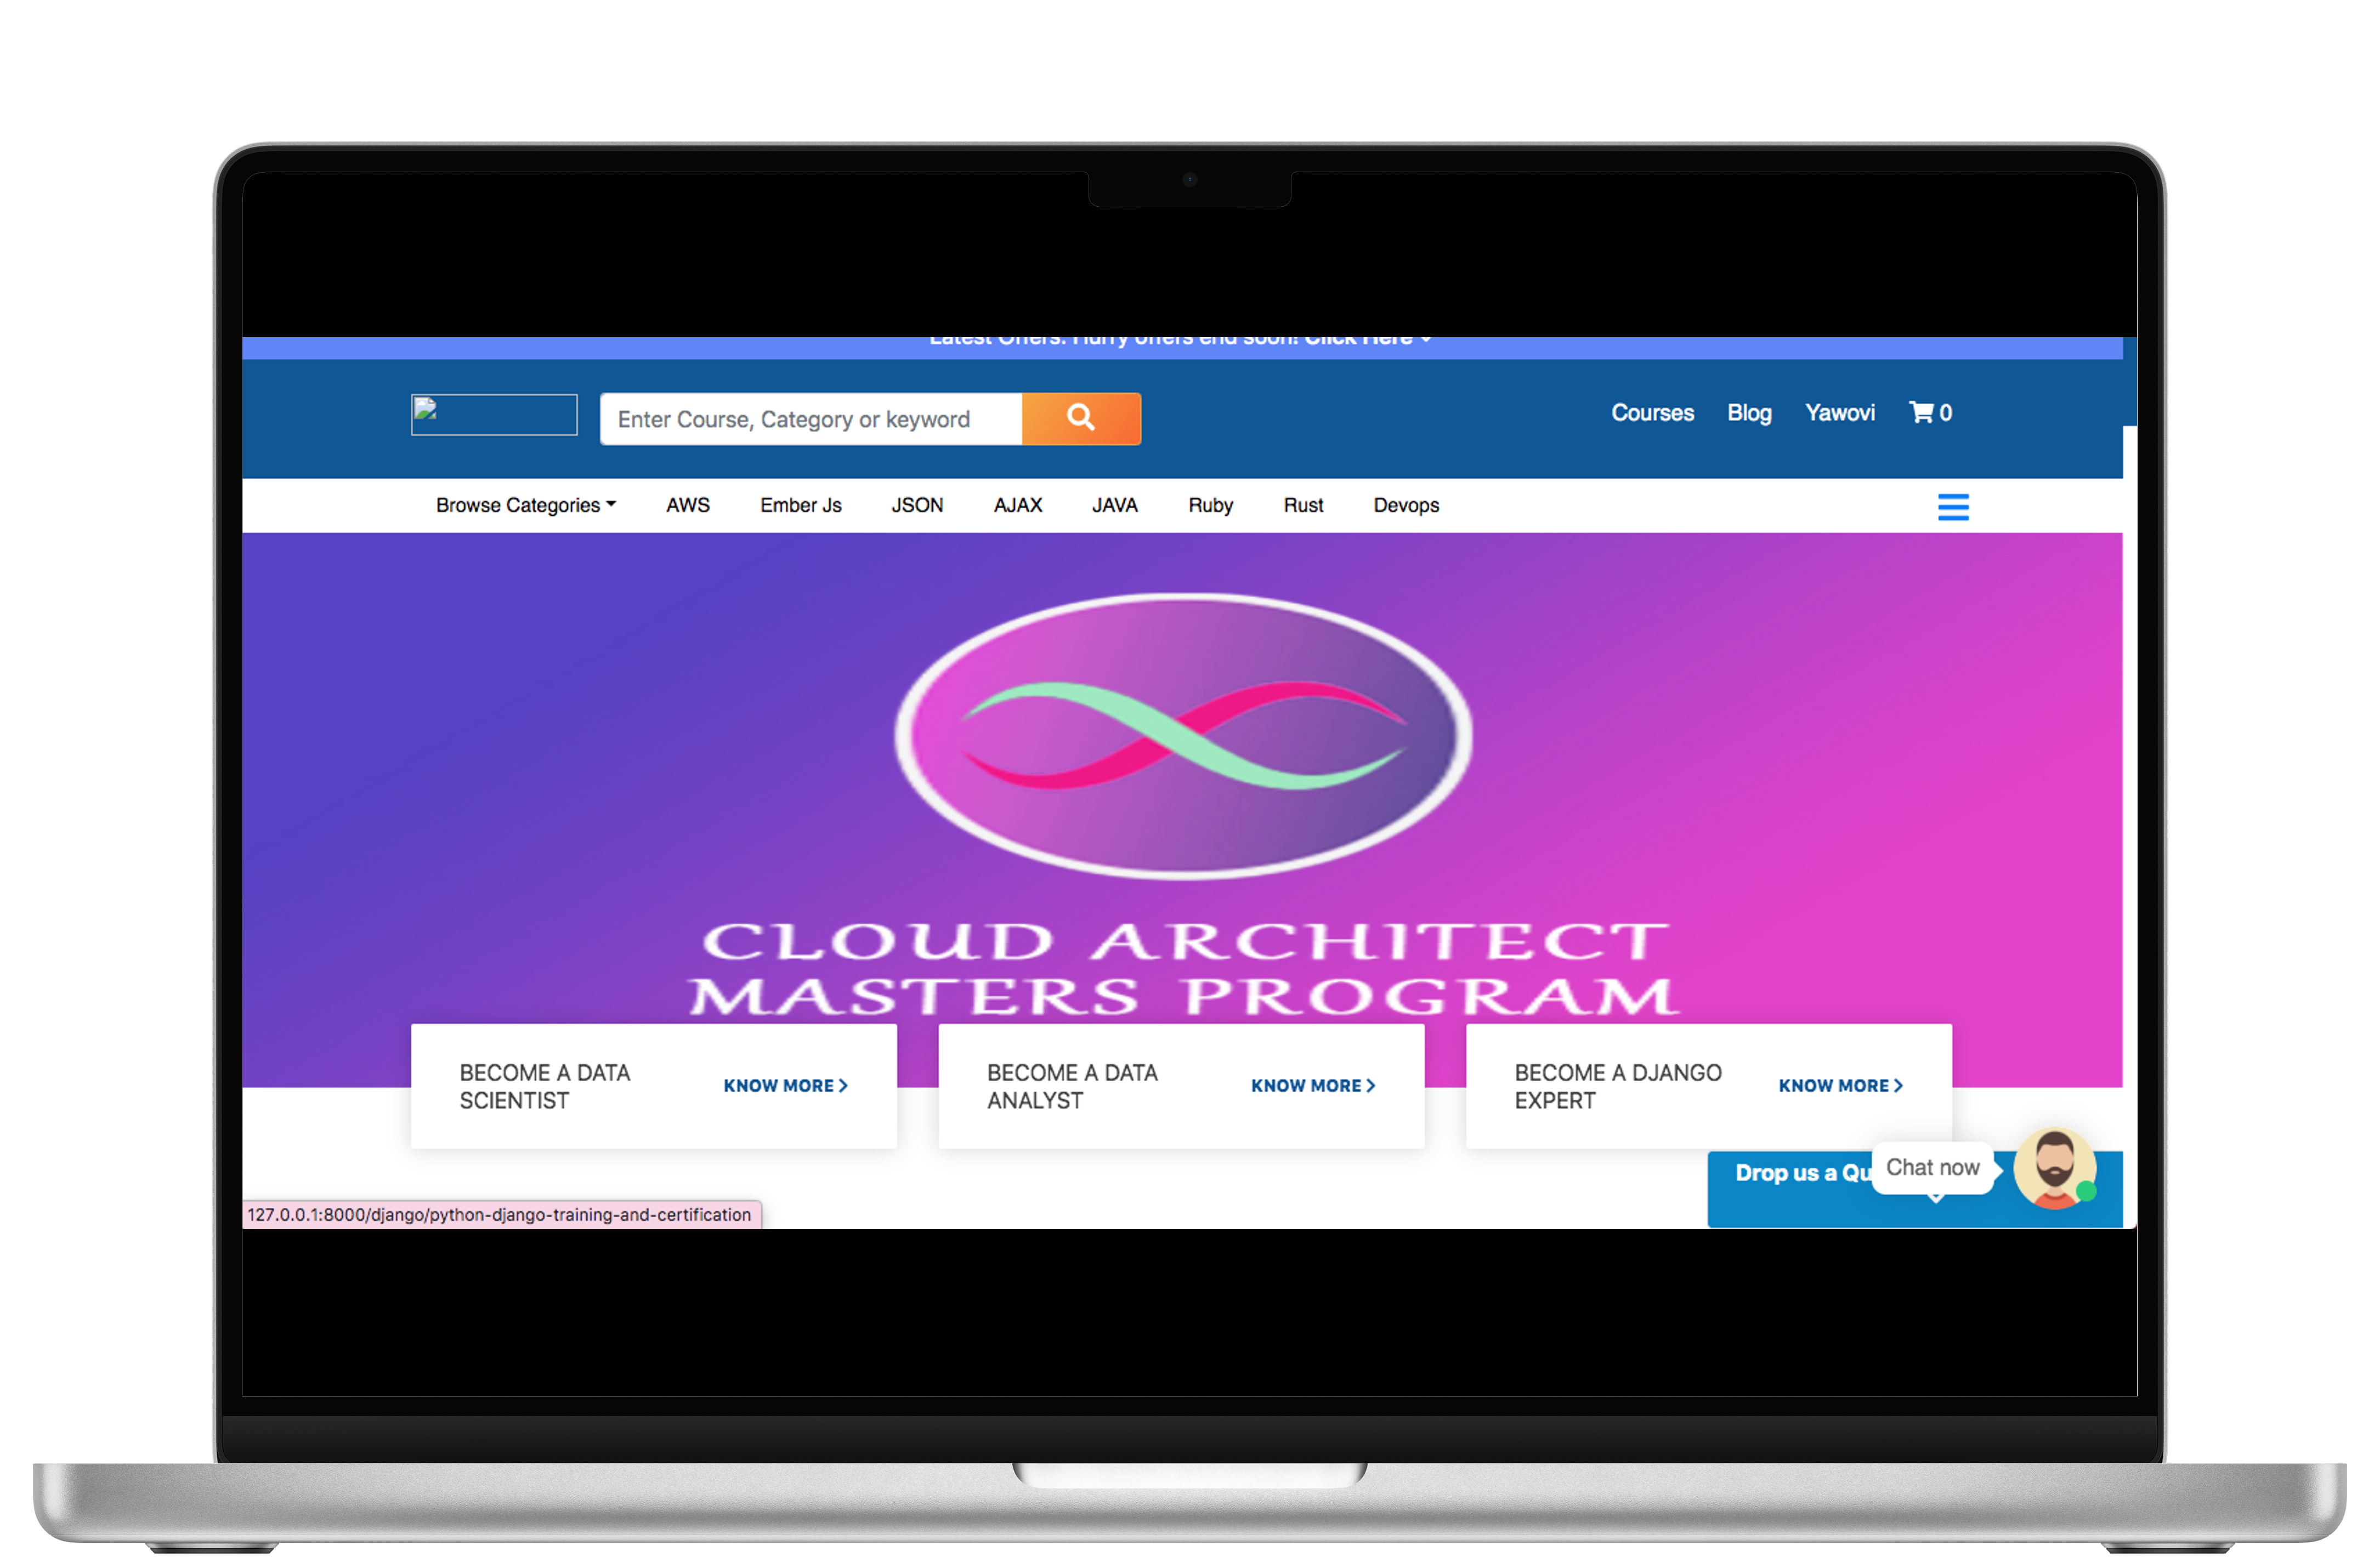 Latest Offers: Hurry offers end soon! Click Here
Enter Course, Category or keyword
Courses Blog Yawovi 0
Browse Categories AWS Ember Js JSON AJAX JAVA Ruby Rust Devops
CLOUD ARCHITECT
MASTERS PROGRAM
BECOME A DATA
SCIENTIST
KNOW MORE
BECOME A DATA
ANALYST
KNOW MORE
BECOME A DJANGO
EXPERT
KNOW MORE
Drop us a Qu
Chat now
127.0.0.1:8000/django/python-django-training-and-certification